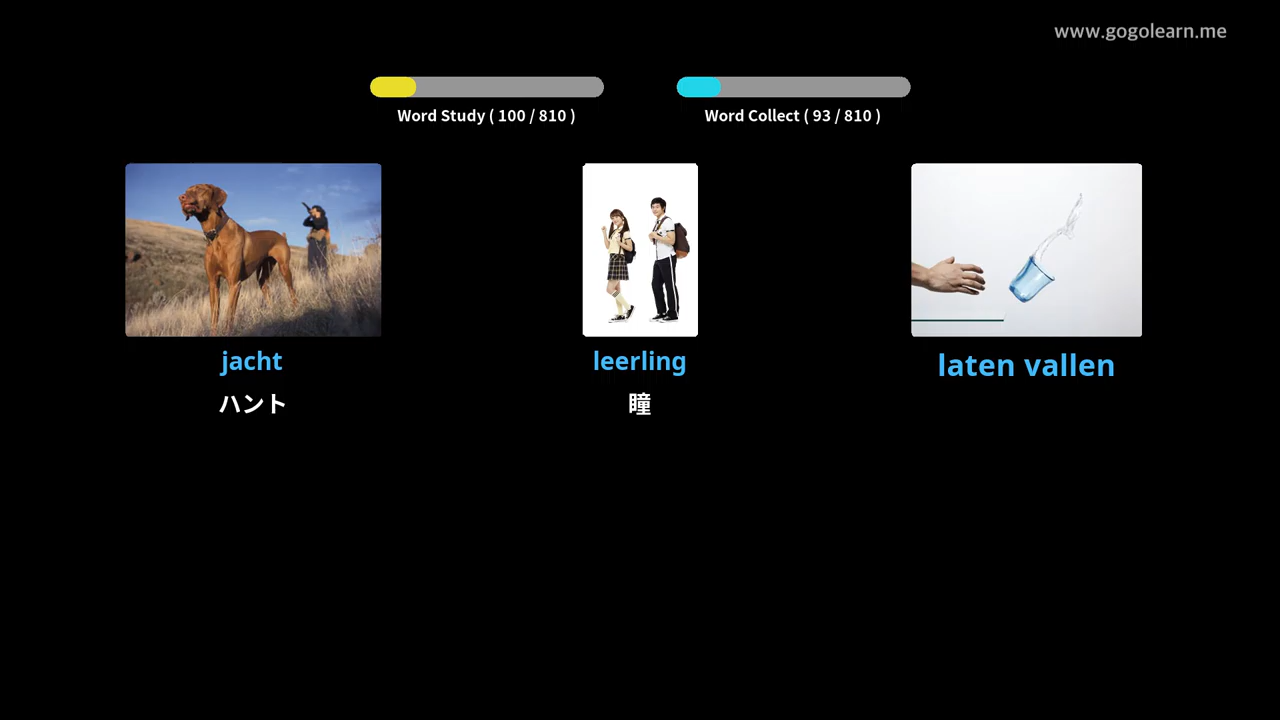 www.gogolearn.me
Word Study ( 100 / 810 )
Word Collect ( 93 / 810 )
jacht
leerling
laten vallen
ハント
瞳